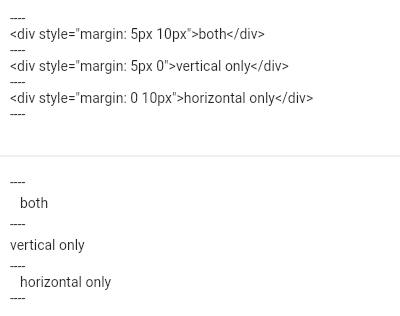 ----
<div style="margin: 5px 10px">both</div>
----
<div style="margin: 5px 0">vertical only</div>
----
<div style="margin: 0 10px">horizontal only</div>
----
----
both
----
vertical only
----
horizontal only
----